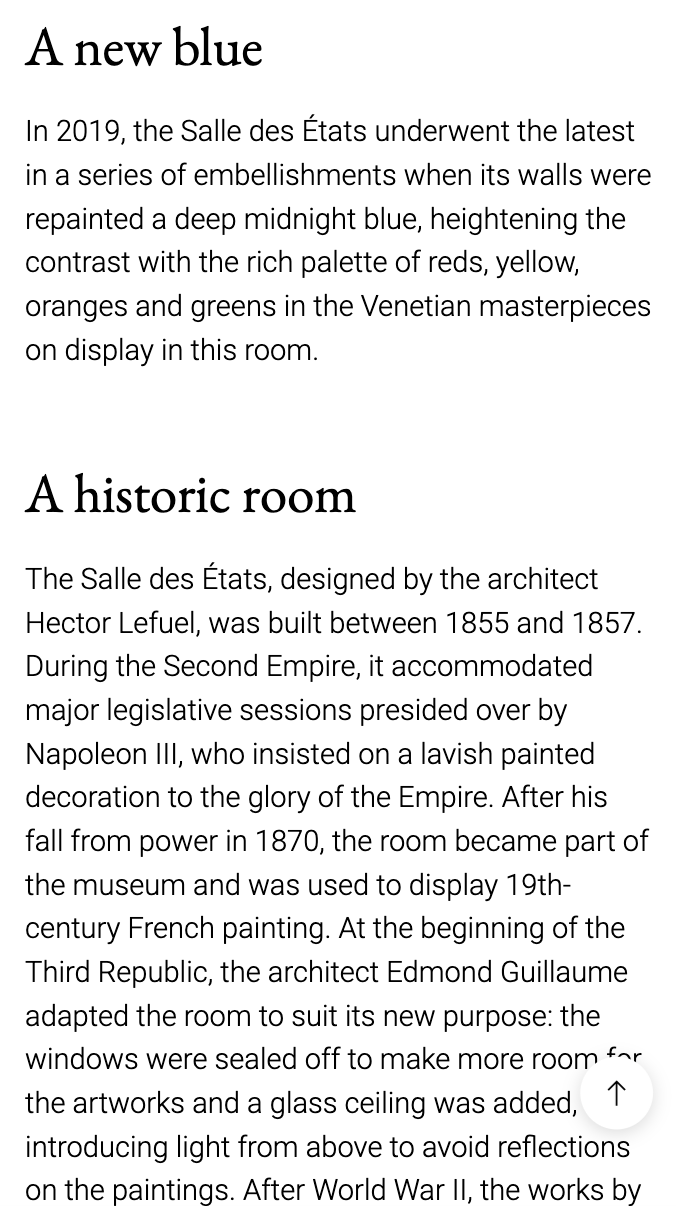 A new blue
In 2019, the Salle des États underwent the latest
in a series of embellishments when its walls were
repainted a deep midnight blue, heightening the
contrast with the rich palette of reds, yellow,
oranges and greens in the Venetian masterpieces
on display in this room.
A historic room
The Salle des États, designed by the architect
Hector Lefuel, was built between 1855 and 1857.
During the Second Empire, it accommodated
major legislative sessions presided over by
Napoleon III, who insisted on a lavish painted
decoration to the glory of the Empire. After his
fall from power in 1870, the room became part of
the museum and was used to display 19th-
century French painting. At the beginning of the
Third Republic, the architect Edmond Guillaume
adapted the room to suit its new purpose: the
windows were sealed off to make more room for
the artworks and a glass ceiling was added,
introducing light from above to avoid reflections
on the paintings. After World War II, the works by